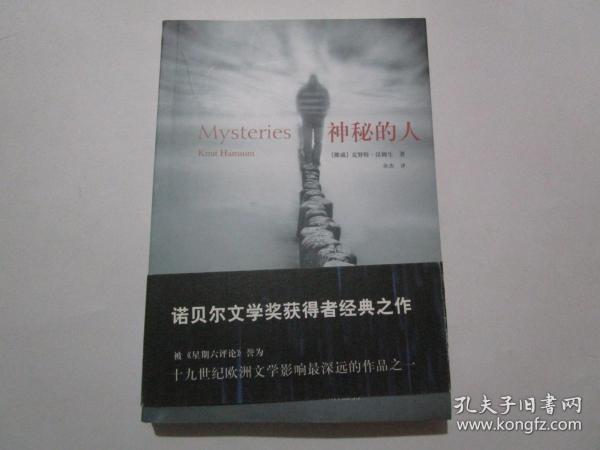 Mysteries 神秘的人
Knut Hamsun
[挪威] 克努特·汉姆生 著
余杰 译
诺贝尔文学奖获得者经典之作
被《星期六评论》誉为
十九世纪欧洲文学影响最深远的作品之一
孔夫子旧书网
www.kongfz.com